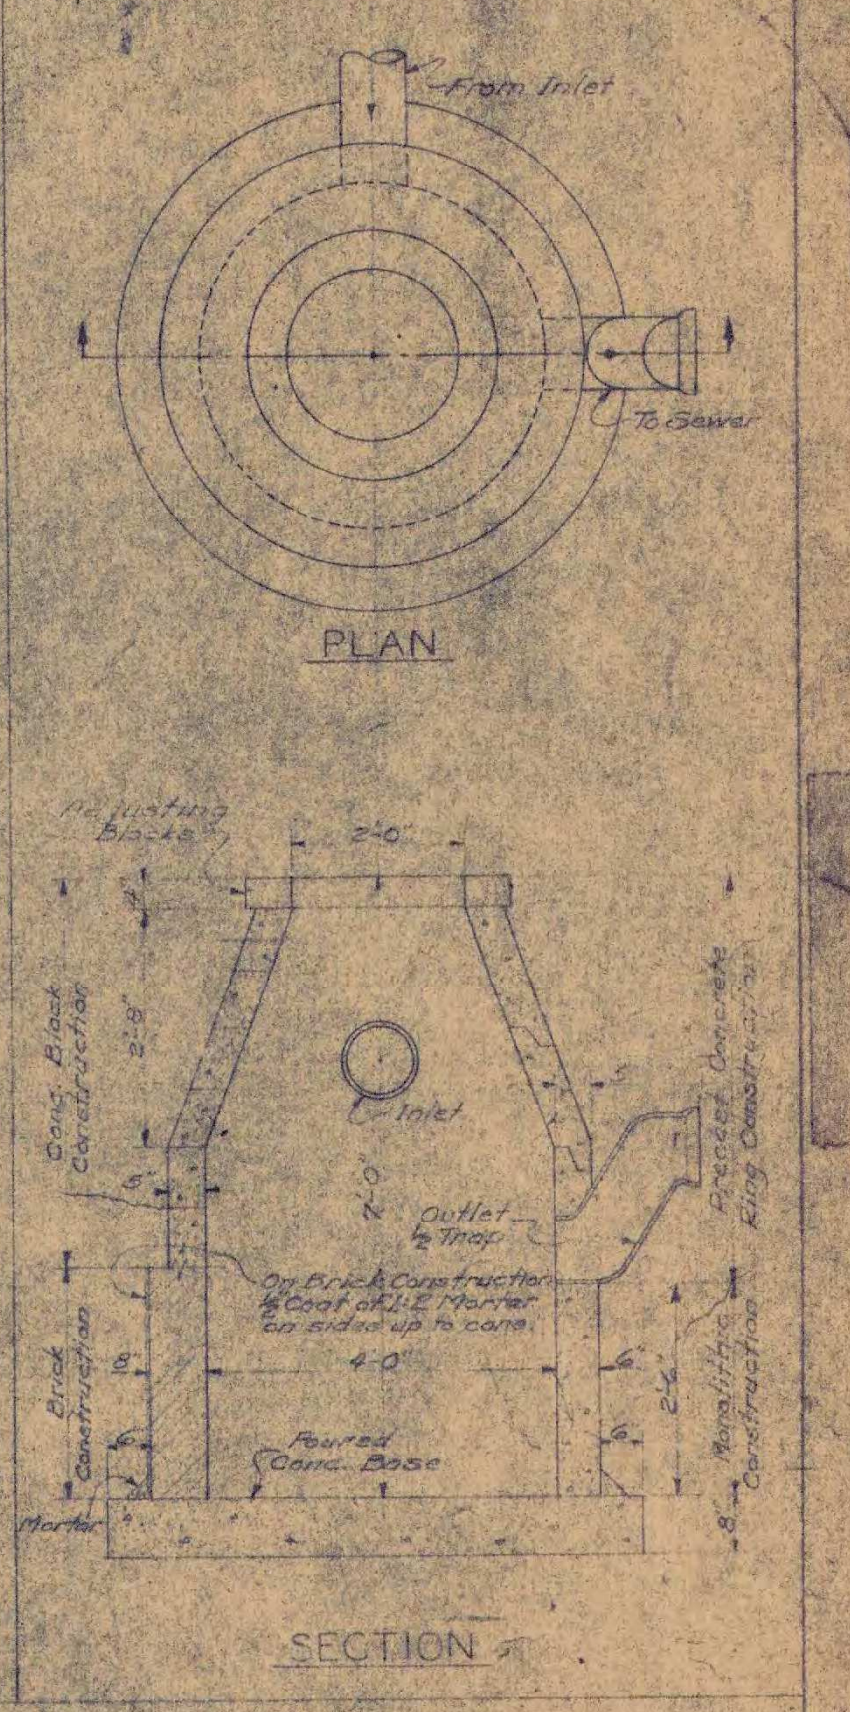 From Inlet
To Sewer
PLAN
Adjusting
Blocks
2'-0"
4"
Conc. Block
Construction
2'-8"
Inlet
Precast Concrete
Ring Construction
5"
7'-0"
Outlet
½ Trap
On Brick Construction
½" Coat of 1:2 Mortar
on sides up to cone.
Brick
Construction
8"
4'-0"
6"
2'-6"
Monolithic
Construction
6"
Poured
Conc. Base
6"
Mortar
8"
SECTION